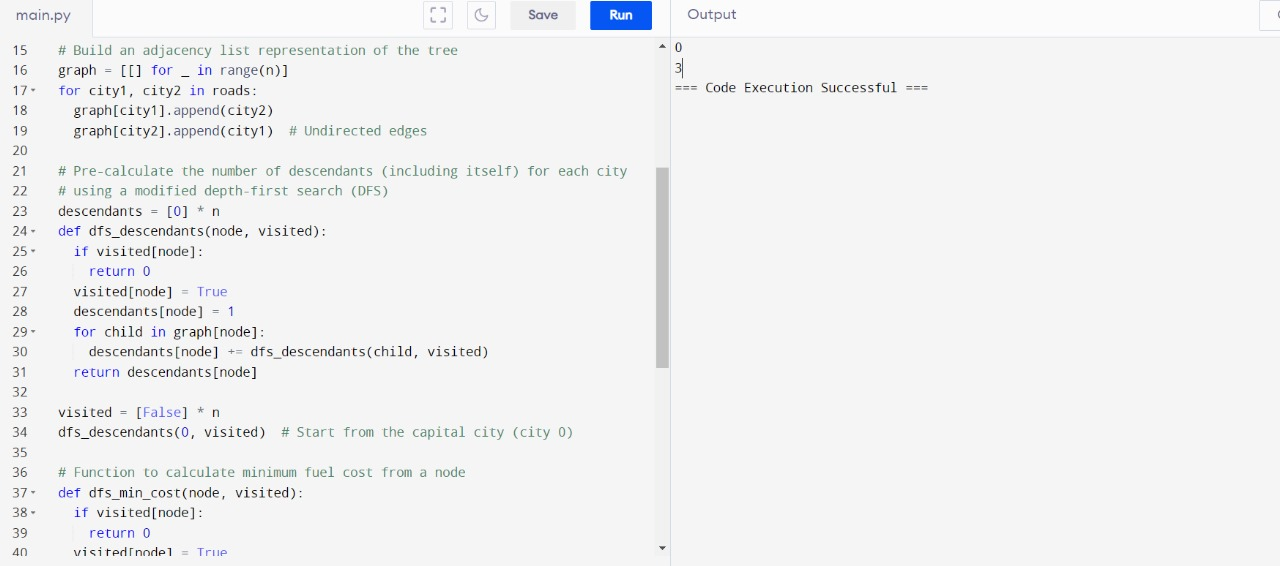 main.py
Save
Run
Output
15 # Build an adjacency list representation of the tree
16 graph = [[] for _ in range(n)]
17 for city1, city2 in roads:
18 graph[city1].append(city2)
19 graph[city2].append(city1)  # Undirected edges
20
21 # Pre-calculate the number of descendants (including itself) for each city
22 # using a modified depth-first search (DFS)
23 descendants = [0] * n
24 def dfs_descendants(node, visited):
25 if visited[node]:
26 return 0
27 visited[node] = True
28 descendants[node] = 1
29 for child in graph[node]:
30 descendants[node] += dfs_descendants(child, visited)
31 return descendants[node]
32
33 visited = [False] * n
34 dfs_descendants(0, visited)  # Start from the capital city (city 0)
35
36 # Function to calculate minimum fuel cost from a node
37 def dfs_min_cost(node, visited):
38 if visited[node]:
39 return 0
40 visited[node] = True
0
3
=== Code Execution Successful ===